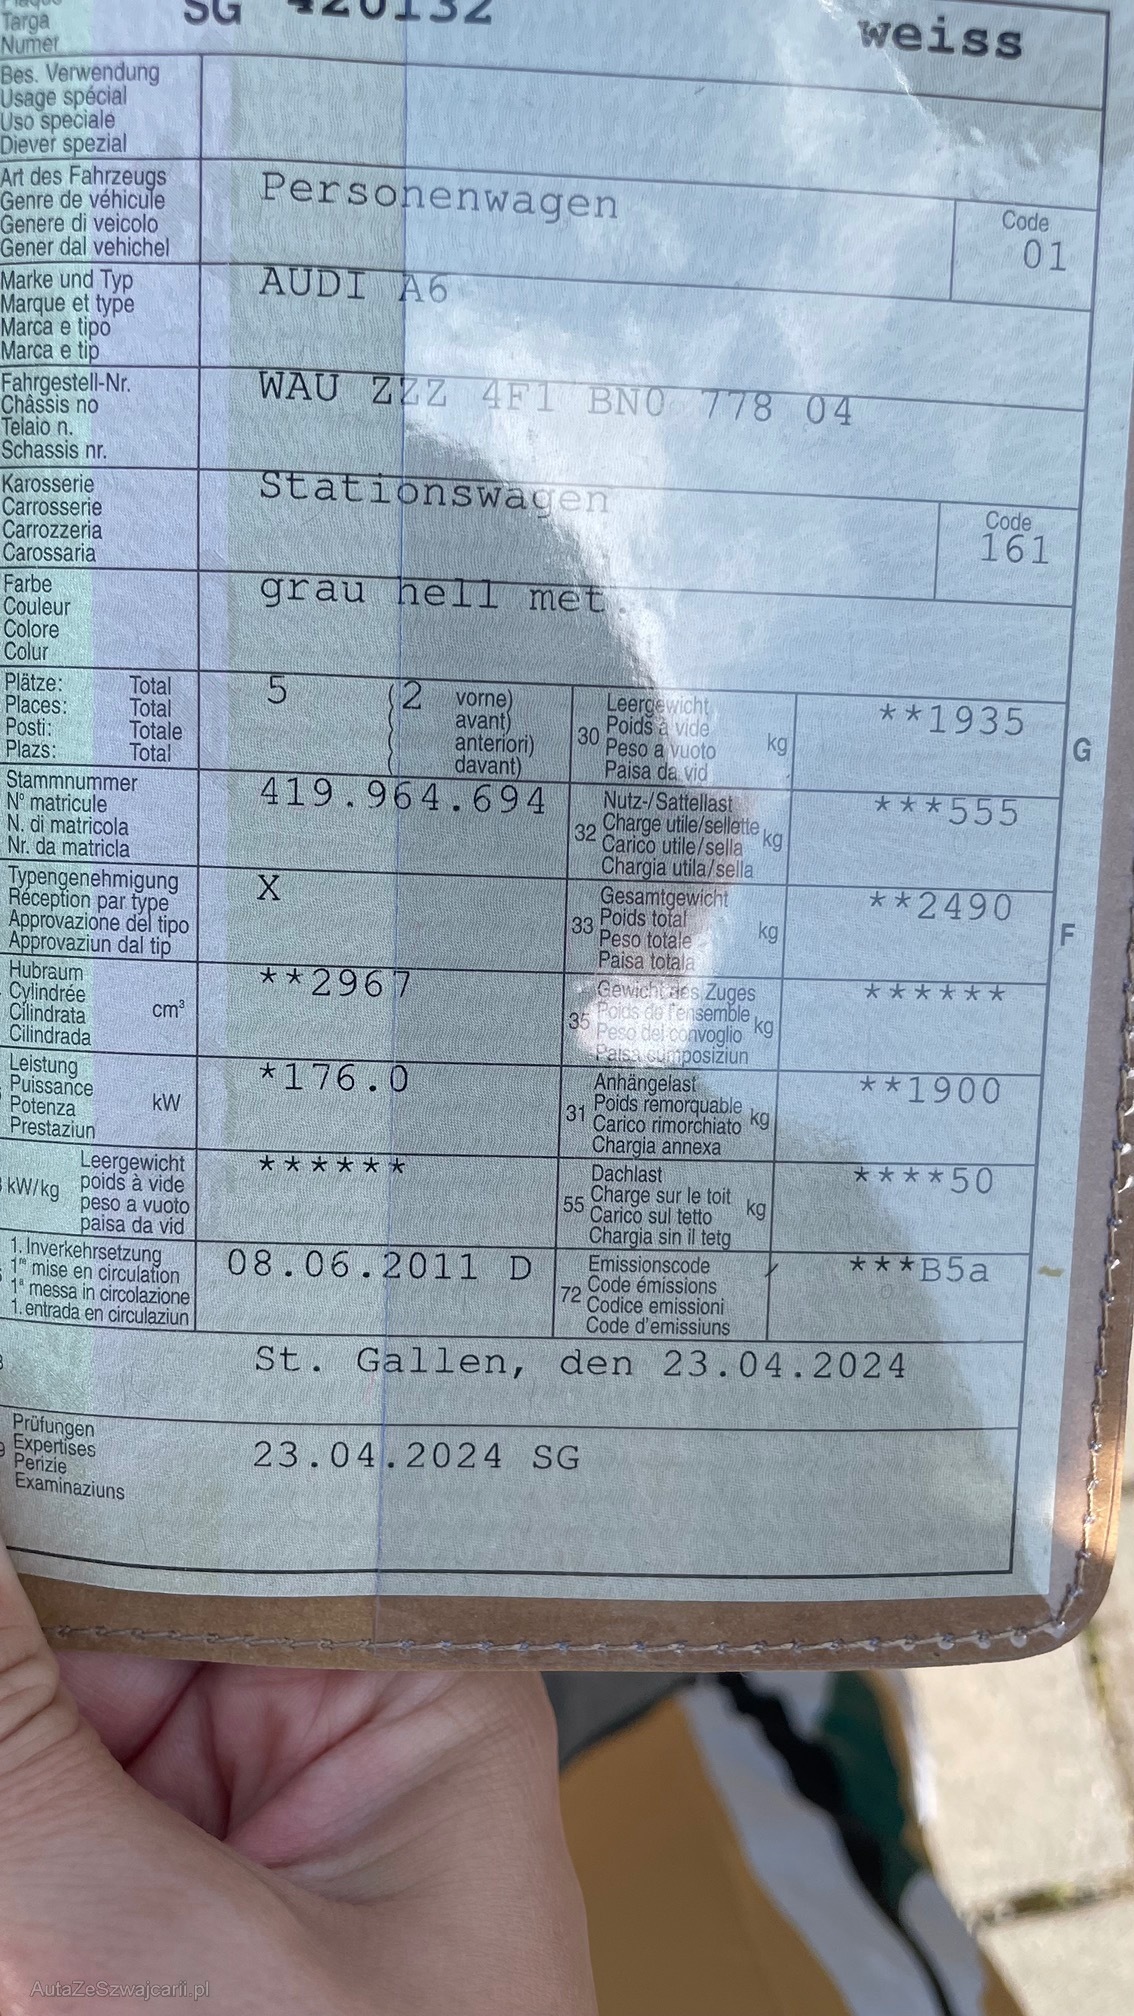 Targa
Numer
SG 420132
weiss
Bes. Verwendung
Usage spécial
Uso speciale
Diever spezial
Art des Fahrzeugs
Genre de véhicule
Genere di veicolo
Gener dal vehichel
Personenwagen
Code
01
Marke und Typ
Marque et type
Marca e tipo
Marca e tip
AUDI A6
Fahrgestell-Nr.
Châssis no
Telaio n.
Schassis nr.
WAU ZZZ 4F1 BN0 778 04
Karosserie
Carrosserie
Carrozzeria
Carossaria
Stationswagen
Code
161
Farbe
Couleur
Colore
Colur
grau hell met.
Plätze: Total
Places: Total
Posti: Totale
Plazs: Total
5 (2 vorne)
avant)
anteriori)
davant)
30 Leergewicht
Poids à vide
Peso a vuoto
Paisa da vid
kg
**1935
G
Stammnummer
N° matricule
N. di matricola
Nr. da matricla
419.964.694
32 Nutz-/Sattellast
Charge utile/sellette
Carico utile/sella
Chargia utila/sella
kg
***555
Typengenehmigung
Réception par type
Approvazione del tipo
Approvaziun dal tip
X
33 Gesamtgewicht
Poids total
Peso totale
Paisa totala
kg
**2490
F
Hubraum
Cylindrée
Cilindrata
Cilindrada
cm³
**2967
35 Gewicht des Zuges
Poids de l'ensemble
Peso del convoglio
Paisa cumposiziun
kg
******
Leistung
Puissance
Potenza
Prestaziun
kW
*176.0
31 Anhängelast
Poids remorquable
Carico rimorchiato
Chargia annexa
kg
**1900
kW/kg
Leergewicht
poids à vide
peso a vuoto
paisa da vid
******
55 Dachlast
Charge sur le toit
Carico sul tetto
Chargia sin il tetg
kg
****50
1. Inverkehrsetzung
1re mise en circulation
1a messa in circolazione
1. entrada en circulaziun
08.06.2011 D
72 Emissionscode
Code émissions
Codice emissioni
Code d'emissiuns
***B5a
St. Gallen, den 23.04.2024
Prüfungen
Expertises
Perizie
Examinaziuns
23.04.2024 SG
AutaZeSzwajcarii.pl